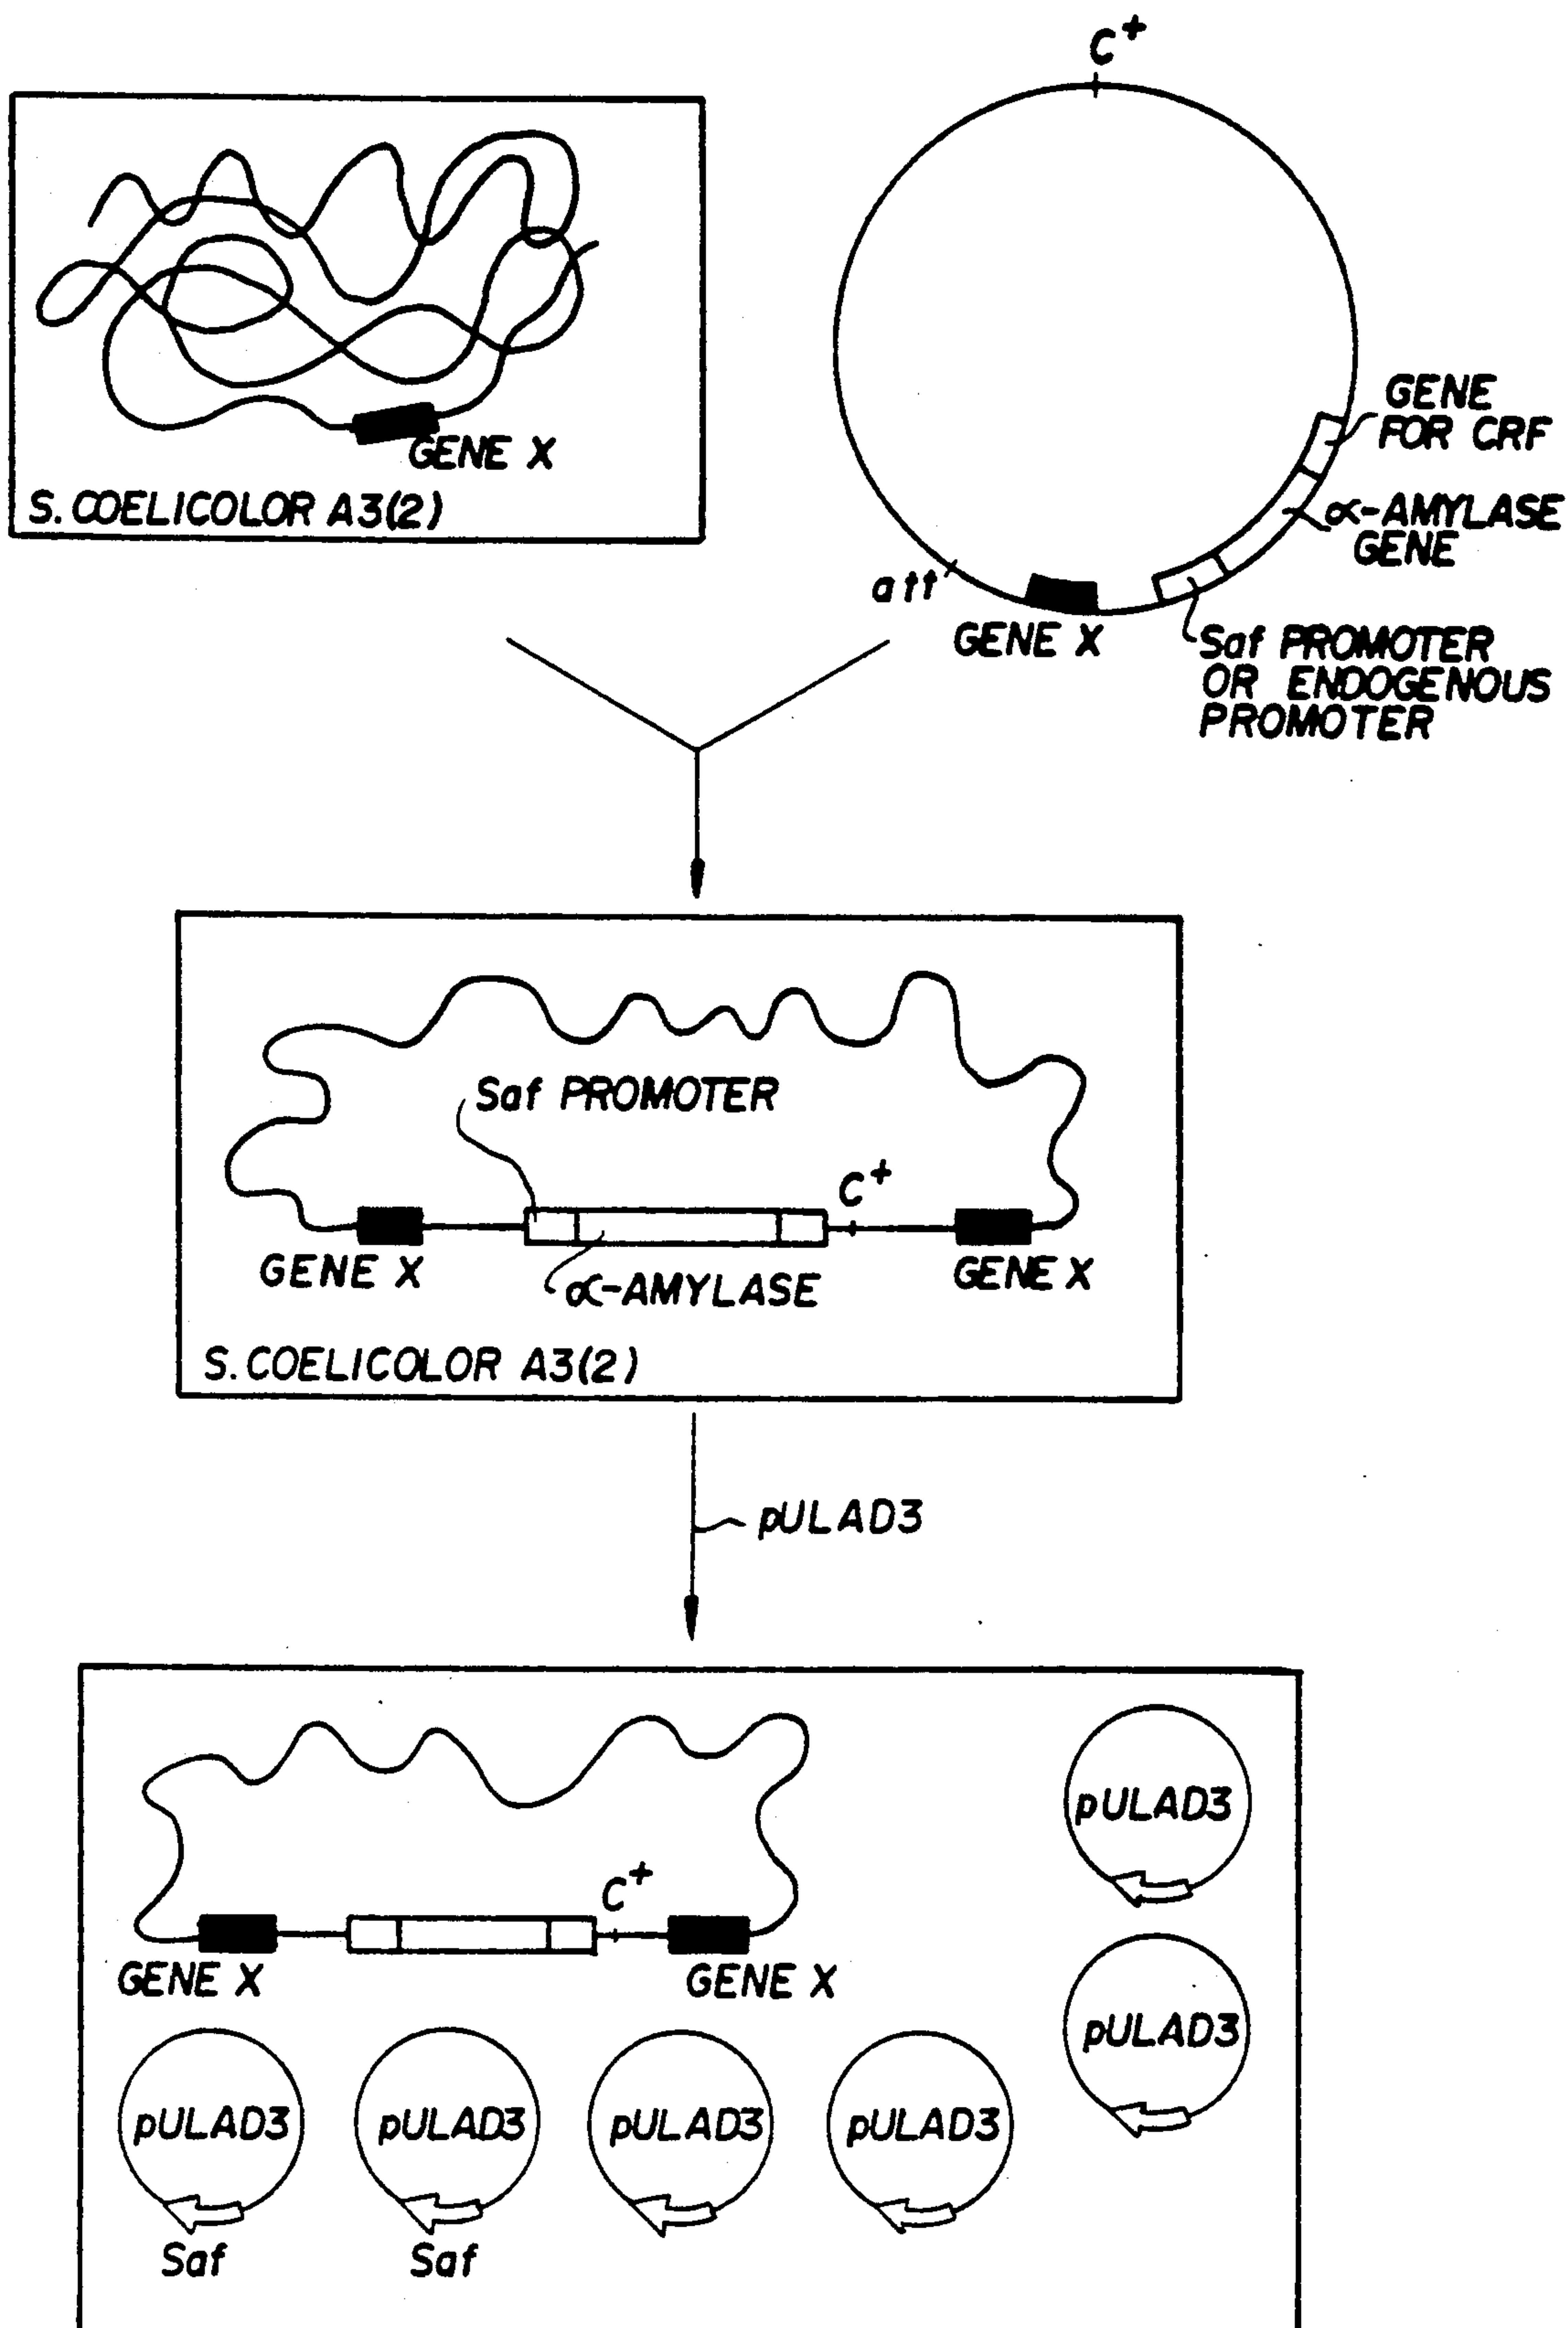 C+
GENE X
S. COELICOLOR A3(2)
GENE
FOR CRF
α-AMYLASE
GENE
att
GENE X
Saf PROMOTER
OR ENDOGENOUS
PROMOTER
Saf PROMOTER
C+
GENE X
α-AMYLASE
GENE X
S. COELICOLOR A3(2)
pULAD3
pULAD3
C+
GENE X
GENE X
pULAD3
pULAD3
pULAD3
pULAD3
pULAD3
Saf
Saf